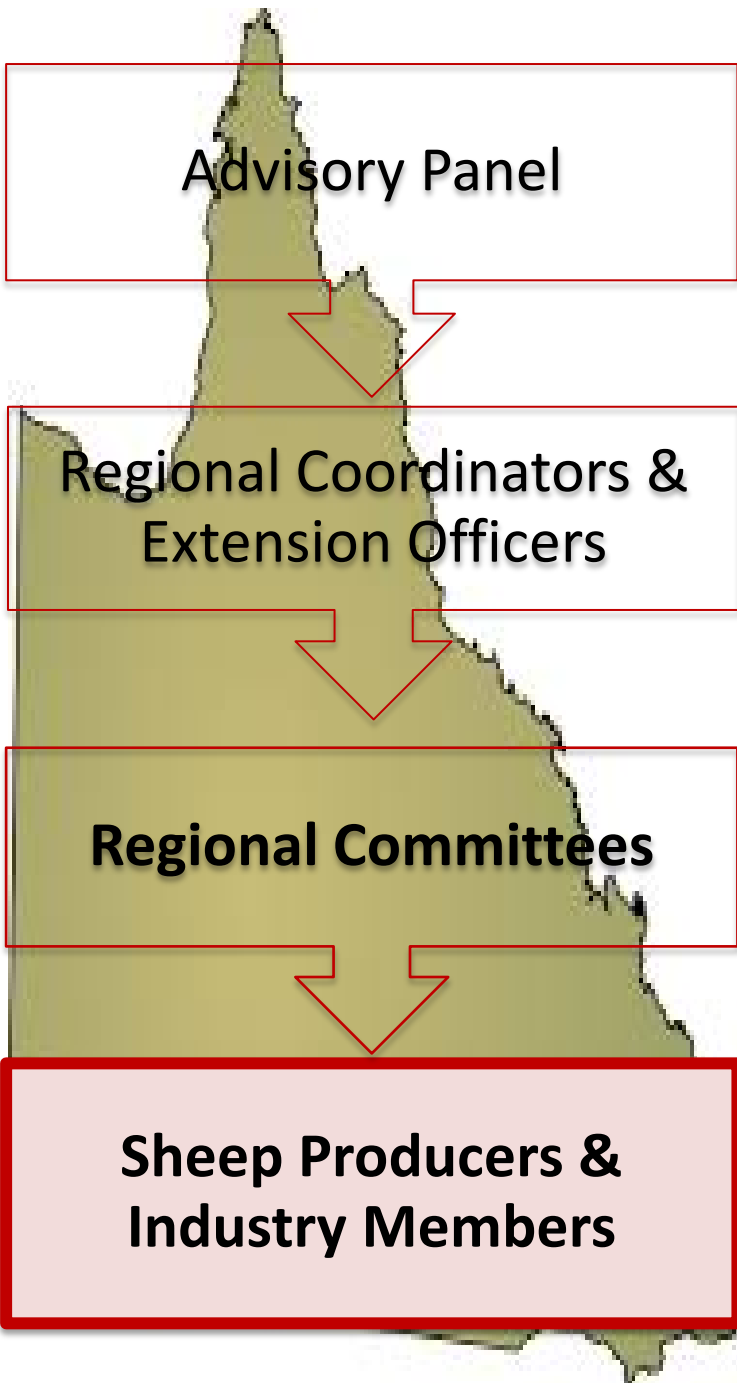 Advisory Panel
Regional Coordinators &
Extension Officers
Regional Committees
Sheep Producers &
Industry Members